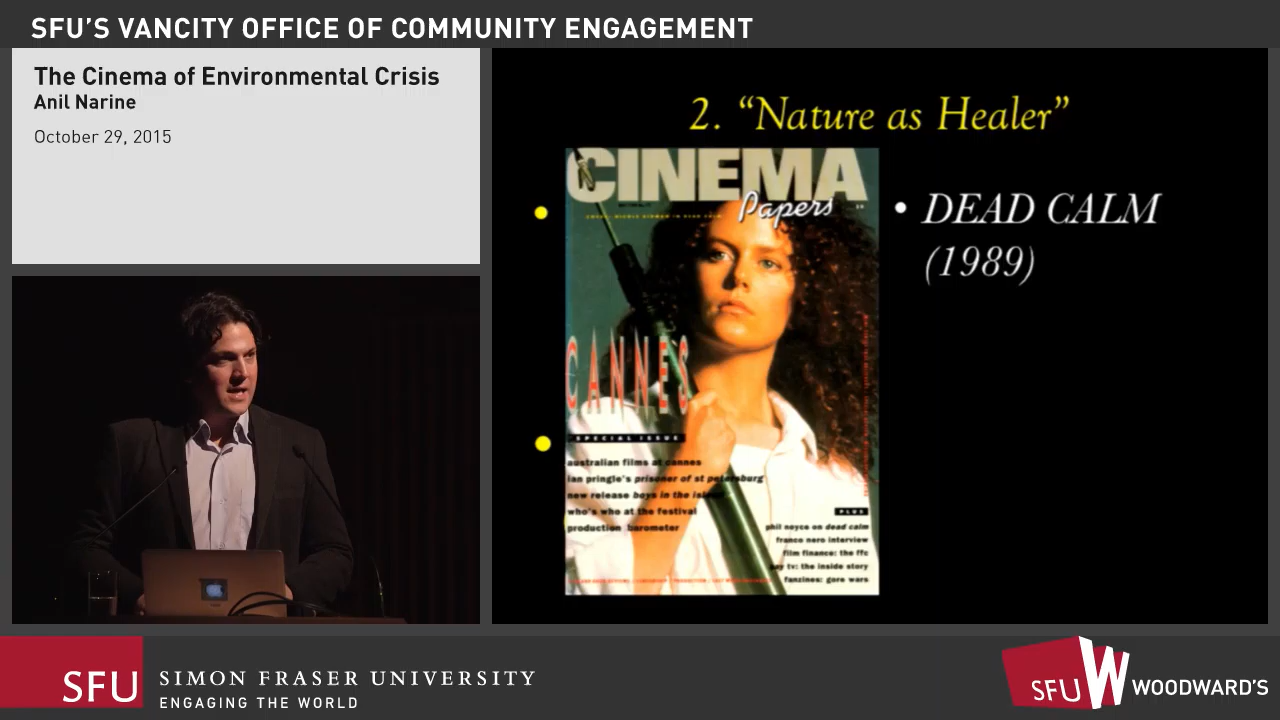 SFU'S VANCITY OFFICE OF COMMUNITY ENGAGEMENT
The Cinema of Environmental Crisis
Anil Narine
October 29, 2015
2. “Nature as Healer”
CINEMA
Papers
• DEAD CALM
(1989)
CANNES
SPECIAL ISSUE
australian films at cannes
ian pringle's prisoner of st petersburg
new release boys in the island
who's who at the festival
production barometer
PLUS
phil noyce on dead calm
franco nero interview
film finance: the ffc
pay tv: the inside story
fanzines: gore wars
SFU SIMON FRASER UNIVERSITY
ENGAGING THE WORLD
SFU W WOODWARD'S